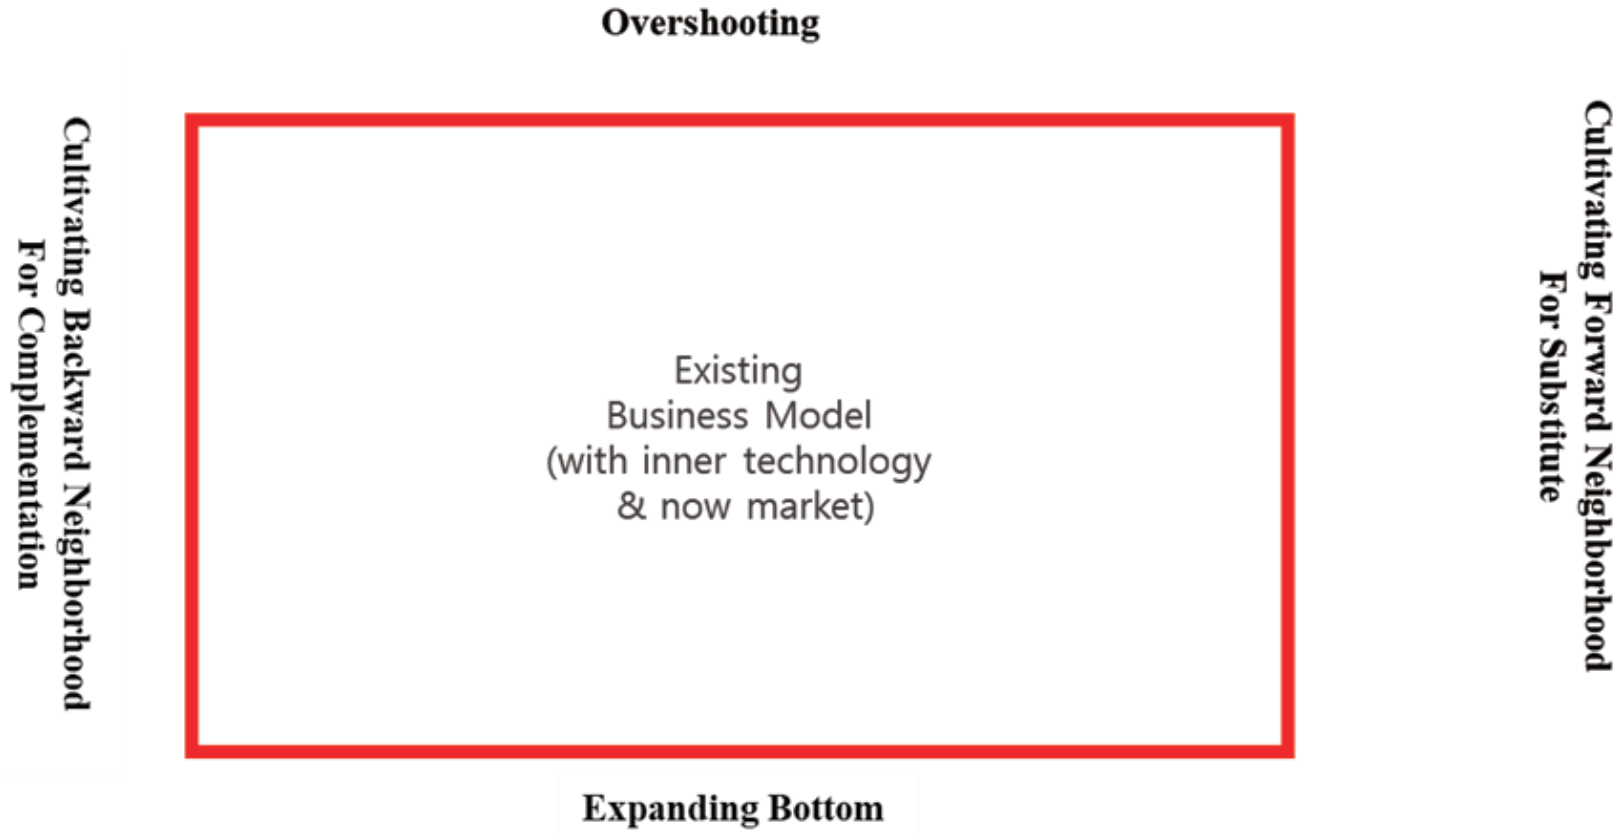 Overshooting
Cultivating Backward Neighborhood
For Complementation
Existing
Business Model
(with inner technology
& now market)
Cultivating Forward Neighborhood
For Substitute
Expanding Bottom